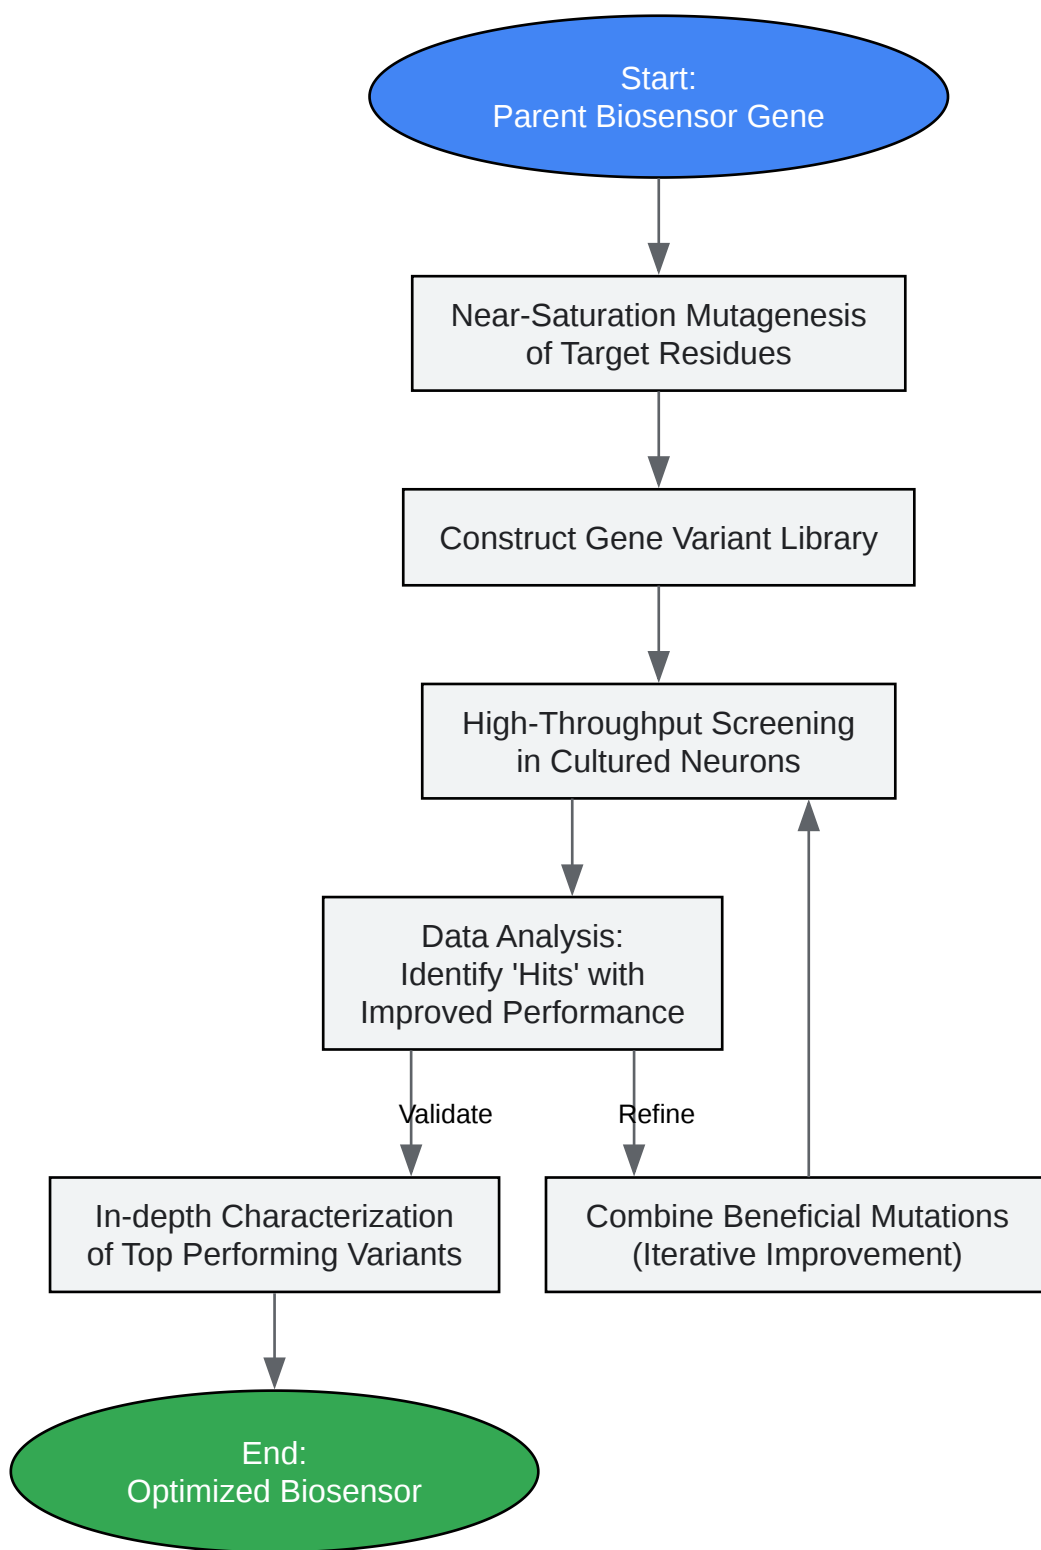 Start:
Parent Biosensor Gene
Near-Saturation Mutagenesis
of Target Residues
Construct Gene Variant Library
High-Throughput Screening
in Cultured Neurons
Data Analysis:
Identify 'Hits' with
Improved Performance
Validate
Refine
In-depth Characterization
of Top Performing Variants
Combine Beneficial Mutations
(Iterative Improvement)
End:
Optimized Biosensor